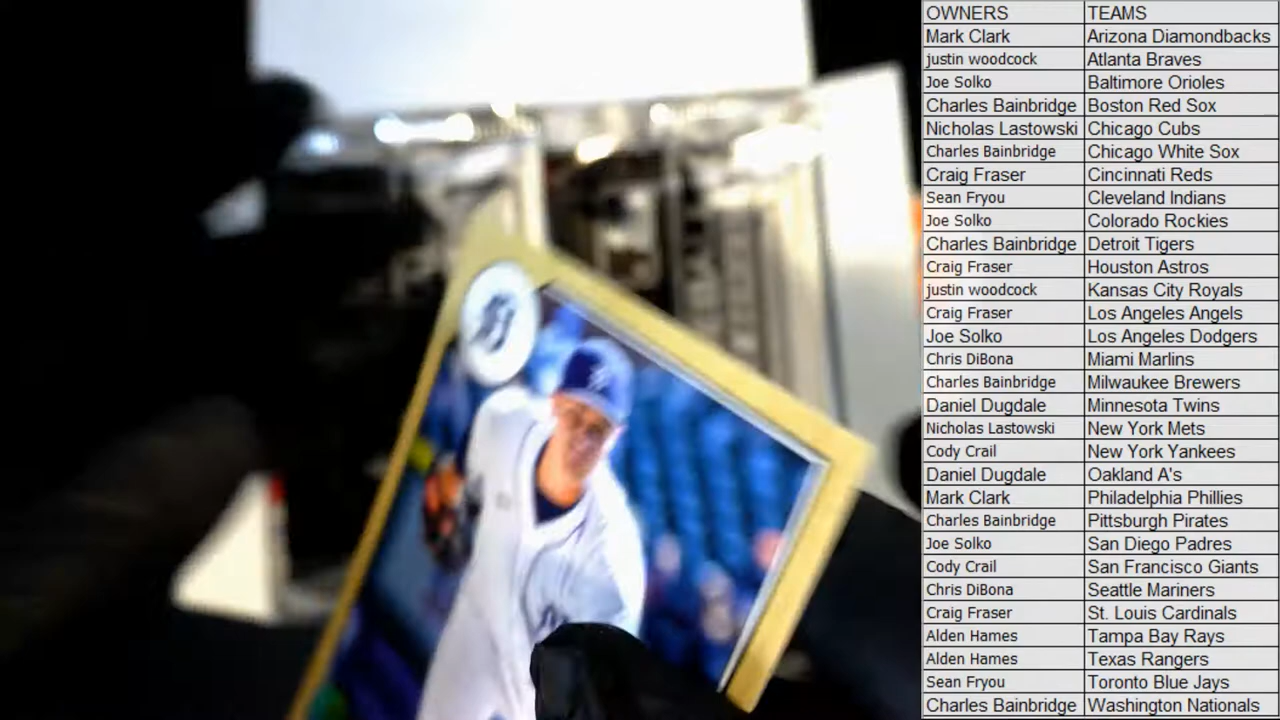 OWNERS TEAMS
Mark Clark Arizona Diamondbacks
justin woodcock Atlanta Braves
Joe Solko Baltimore Orioles
Charles Bainbridge Boston Red Sox
Nicholas Lastowski Chicago Cubs
Charles Bainbridge Chicago White Sox
Craig Fraser Cincinnati Reds
Sean Fryou Cleveland Indians
Joe Solko Colorado Rockies
Charles Bainbridge Detroit Tigers
Craig Fraser Houston Astros
justin woodcock Kansas City Royals
Craig Fraser Los Angeles Angels
Joe Solko Los Angeles Dodgers
Chris DiBona Miami Marlins
Charles Bainbridge Milwaukee Brewers
Daniel Dugdale Minnesota Twins
Nicholas Lastowski New York Mets
Cody Crail New York Yankees
Daniel Dugdale Oakland A's
Mark Clark Philadelphia Phillies
Charles Bainbridge Pittsburgh Pirates
Joe Solko San Diego Padres
Cody Crail San Francisco Giants
Chris DiBona Seattle Mariners
Craig Fraser St. Louis Cardinals
Alden Hames Tampa Bay Rays
Alden Hames Texas Rangers
Sean Fryou Toronto Blue Jays
Charles Bainbridge Washington Nationals